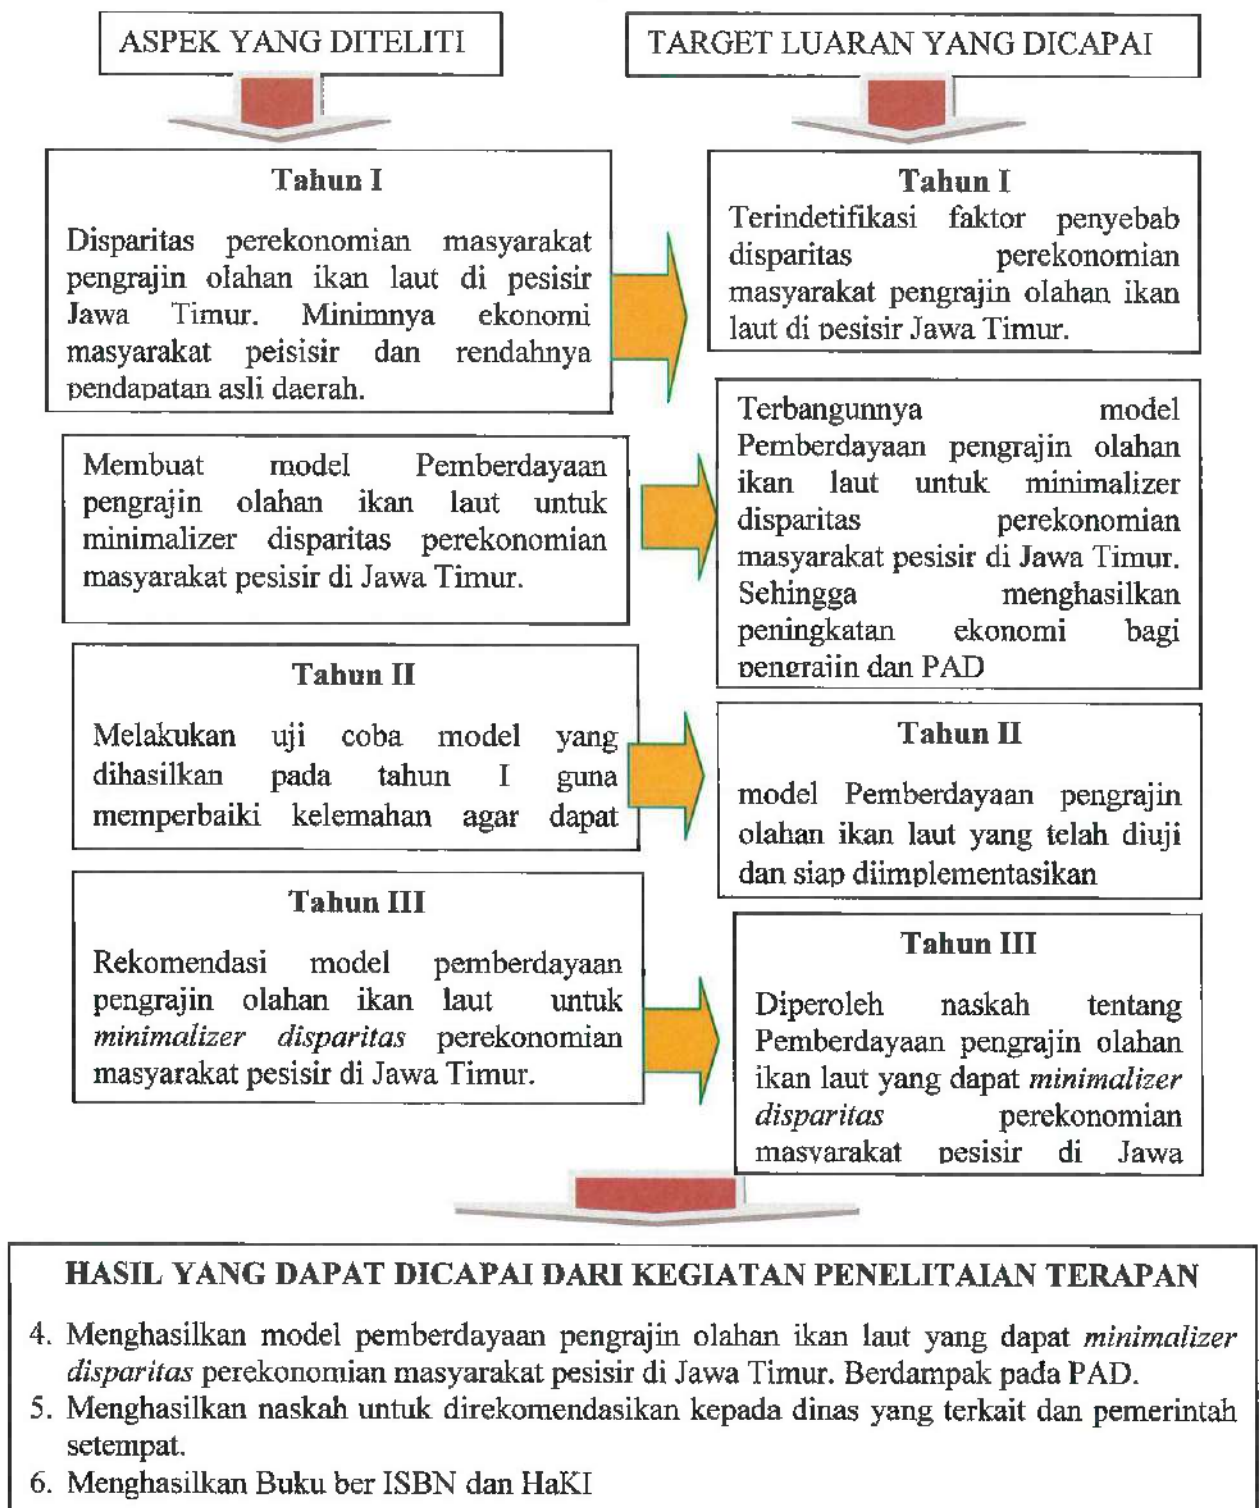 ASPEK YANG DITELITI
TARGET LUARAN YANG DICAPAI
Tahun I
Disparitas perekonomian masyarakat
pengrajin olahan ikan laut di pesisir
Jawa Timur. Minimnya ekonomi
masyarakat peisisir dan rendahnya
pendapatan asli daerah.
Tahun I
Terindetifikasi faktor penyebab
disparitas perekonomian
masyarakat pengrajin olahan ikan
laut di pesisir Jawa Timur.
Membuat model Pemberdayaan
pengrajin olahan ikan laut untuk
minimalizer disparitas perekonomian
masyarakat pesisir di Jawa Timur.
Terbangunnya model
Pemberdayaan pengrajin olahan
ikan laut untuk minimalizer
disparitas perekonomian
masyarakat pesisir di Jawa Timur.
Sehingga menghasilkan
peningkatan ekonomi bagi
pengrajin dan PAD
Tahun II
Melakukan uji coba model yang
dihasilkan pada tahun I guna
memperbaiki kelemahan agar dapat
Tahun II
model Pemberdayaan pengrajin
olahan ikan laut yang telah diuji
dan siap diimplementasikan
Tahun III
Rekomendasi model pemberdayaan
pengrajin olahan ikan laut untuk
minimalizer disparitas perekonomian
masyarakat pesisir di Jawa Timur.
Tahun III
Diperoleh naskah tentang
Pemberdayaan pengrajin olahan
ikan laut yang dapat minimalizer
disparitas perekonomian
masyarakat pesisir di Jawa
HASIL YANG DAPAT DICAPAI DARI KEGIATAN PENELITAIAN TERAPAN
4. Menghasilkan model pemberdayaan pengrajin olahan ikan laut yang dapat minimalizer
disparitas perekonomian masyarakat pesisir di Jawa Timur. Berdampak pada PAD.
5. Menghasilkan naskah untuk direkomendasikan kepada dinas yang terkait dan pemerintah
setempat.
6. Menghasilkan Buku ber ISBN dan HaKI